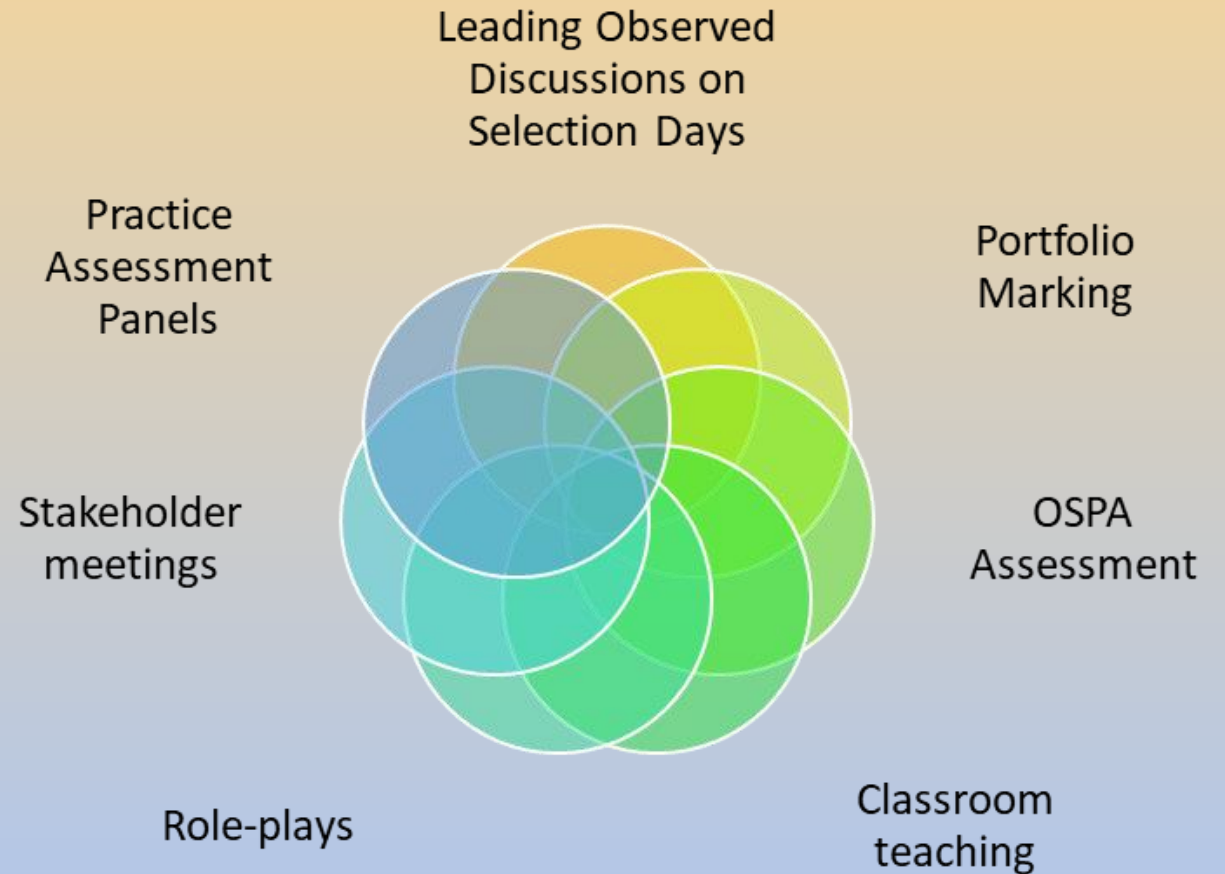 Leading Observed
Discussions on
Selection Days
Practice
Assessment
Panels
Portfolio
Marking
Stakeholder
meetings
OSPA
Assessment
Role-plays
Classroom
teaching